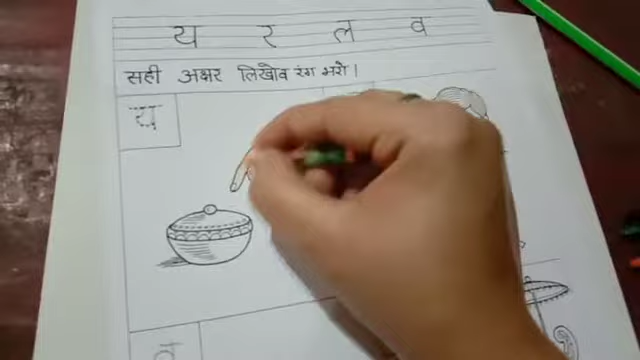 य र ल व
सही अक्षर लिखोव रंग भरो।
य